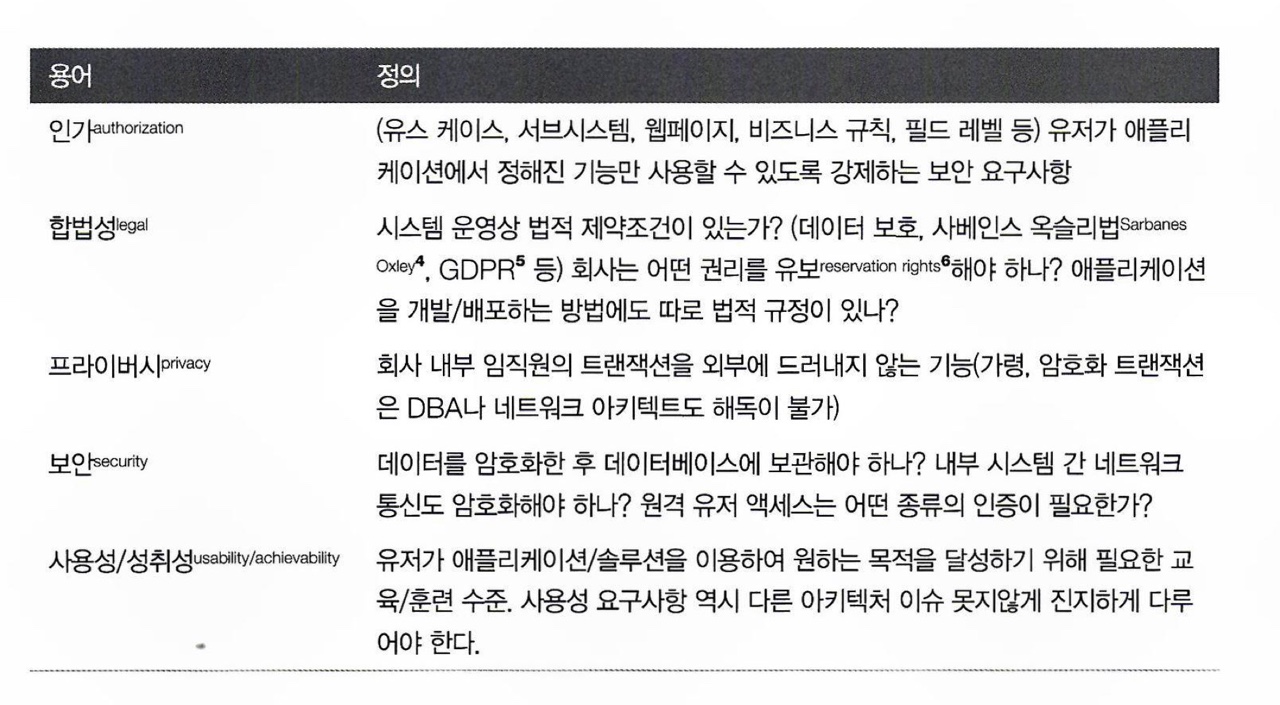 용어 정의
인가authorization (유스 케이스, 서브시스템, 웹페이지, 비즈니스 규칙, 필드 레벨 등) 유저가 애플리
케이션에서 정해진 기능만 사용할 수 있도록 강제하는 보안 요구사항
합법성legal 시스템 운영상 법적 제약조건이 있는가? (데이터 보호, 사베인스 옥슬리법Sarbanes
Oxley4, GDPR5 등) 회사는 어떤 권리를 유보reservation rights6해야 하나? 애플리케이션
을 개발/배포하는 방법에도 따로 법적 규정이 있나?
프라이버시privacy 회사 내부 임직원의 트랜잭션을 외부에 드러내지 않는 기능(가령, 암호화 트랜잭션
은 DBA나 네트워크 아키텍트도 해독이 불가)
보안security 데이터를 암호화한 후 데이터베이스에 보관해야 하나? 내부 시스템 간 네트워크
통신도 암호화해야 하나? 원격 유저 액세스는 어떤 종류의 인증이 필요한가?
사용성/성취성usability/achievability 유저가 애플리케이션/솔루션을 이용하여 원하는 목적을 달성하기 위해 필요한 교
육/훈련 수준. 사용성 요구사항 역시 다른 아키텍처 이슈 못지않게 진지하게 다루
어야 한다.